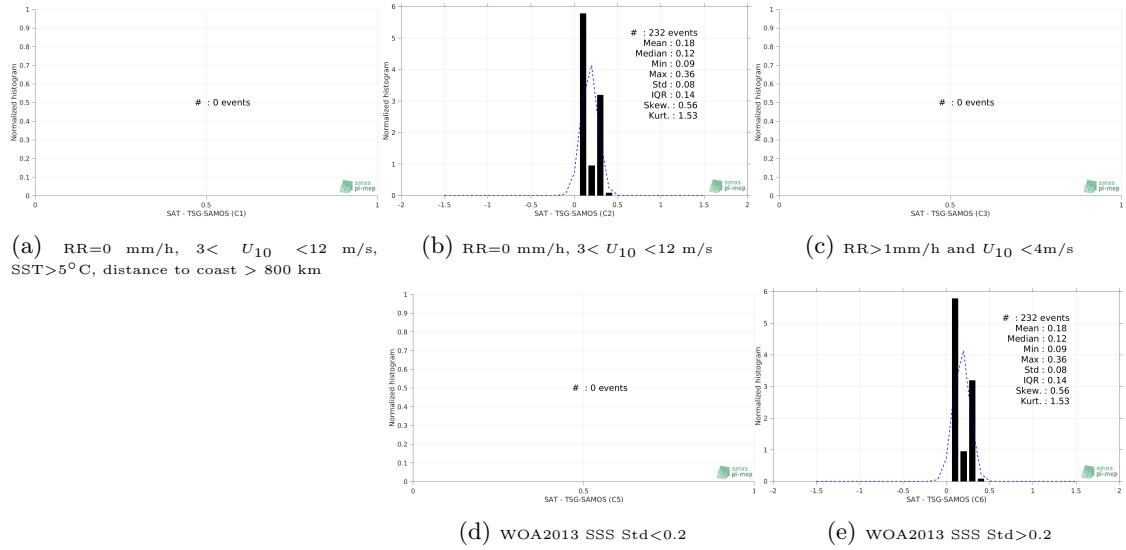 1
0.9
0.8
0.7
0.6
0.5
0.4
0.3
0.2
0.1
0
Normalized histogram
# : 0 events
smos
pi-mep
0 0.5 1
SAT - TSG-SAMOS (C1)
(a) RR=0 mm/h, 3< U10 <12 m/s,
SST>5°C, distance to coast > 800 km
6
5
4
3
2
1
0
Normalized histogram
# : 232 events
Mean : 0.18
Median : 0.12
Min : 0.09
Max : 0.36
Std : 0.08
IQR : 0.14
Skew. : 0.56
Kurt. : 1.53
smos
pi-mep
-2 -1.5 -1 -0.5 0 0.5 1 1.5 2
SAT - TSG-SAMOS (C2)
(b) RR=0 mm/h, 3< U10 <12 m/s
1
0.9
0.8
0.7
0.6
0.5
0.4
0.3
0.2
0.1
0
Normalized histogram
# : 0 events
smos
pi-mep
0 0.5 1
SAT - TSG-SAMOS (C3)
(c) RR>1mm/h and U10 <4m/s
1
0.9
0.8
0.7
0.6
0.5
0.4
0.3
0.2
0.1
0
Normalized histogram
# : 0 events
smos
pi-mep
0 0.5 1
SAT - TSG-SAMOS (C5)
(d) WOA2013 SSS Std<0.2
6
5
4
3
2
1
0
Normalized histogram
# : 232 events
Mean : 0.18
Median : 0.12
Min : 0.09
Max : 0.36
Std : 0.08
IQR : 0.14
Skew. : 0.56
Kurt. : 1.53
smos
pi-mep
-2 -1.5 -1 -0.5 0 0.5 1 1.5 2
SAT - TSG-SAMOS (C6)
(e) WOA2013 SSS Std>0.2